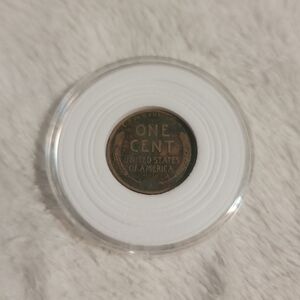 ONE
CENT
UNITED STATES
OF AMERICA